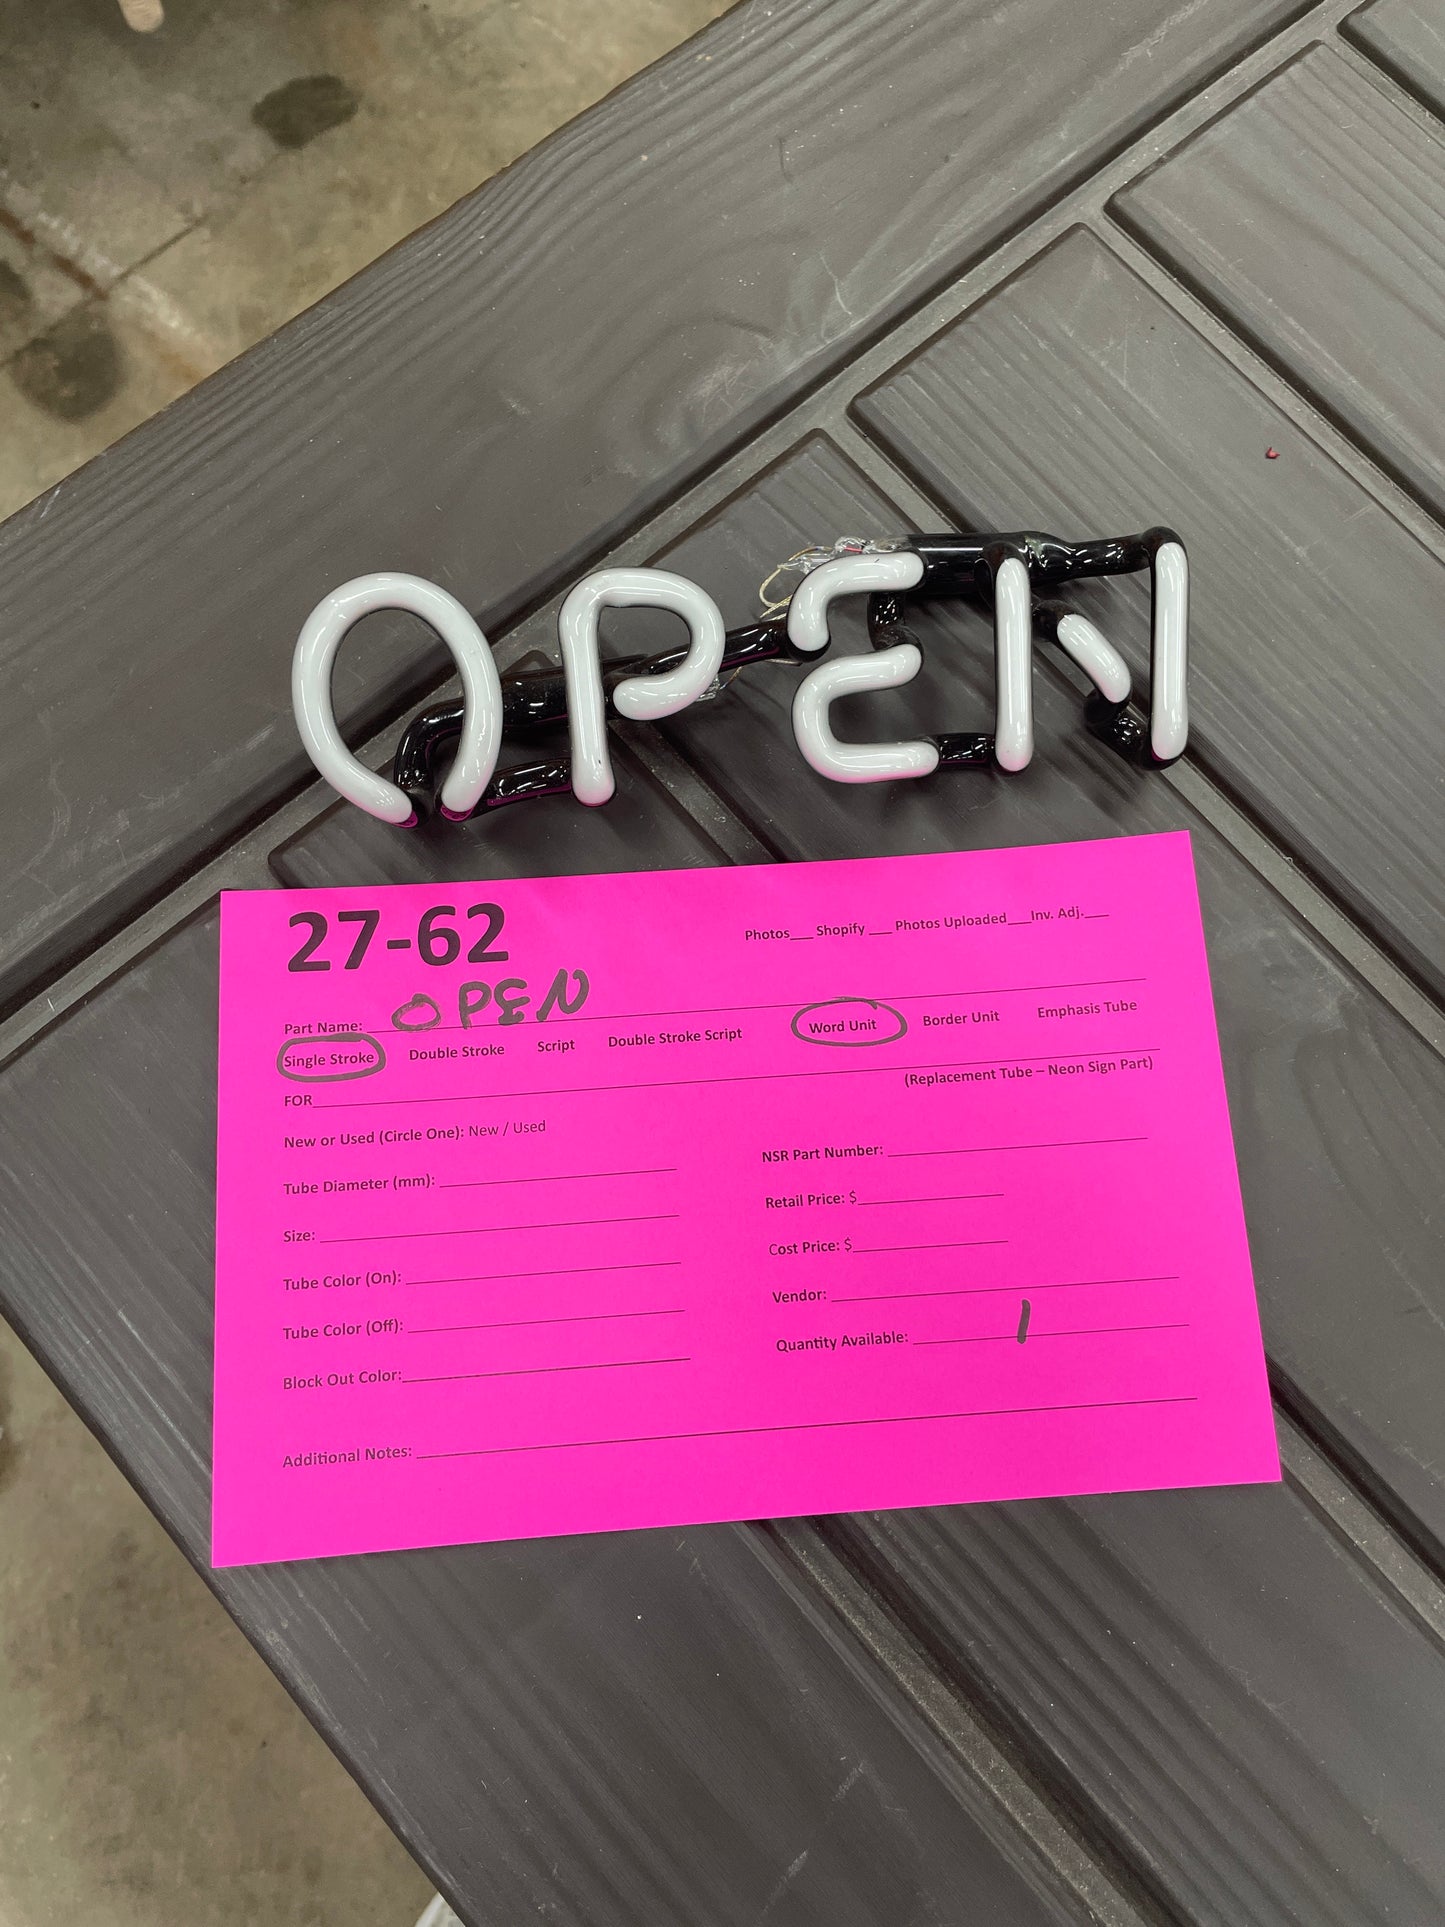 OPEN
27-62
Photos___ Shopify ___ Photos Uploaded___Inv. Adj.___
Part Name: OPEN
Single Stroke Double Stroke Script Double Stroke Script Word Unit Border Unit Emphasis Tube
FOR
(Replacement Tube – Neon Sign Part)
New or Used (Circle One): New / Used
NSR Part Number:
Tube Diameter (mm):
Retail Price: $
Size:
Cost Price: $
Tube Color (On):
Vendor:
Tube Color (Off):
Quantity Available: 1
Block Out Color:
Additional Notes: